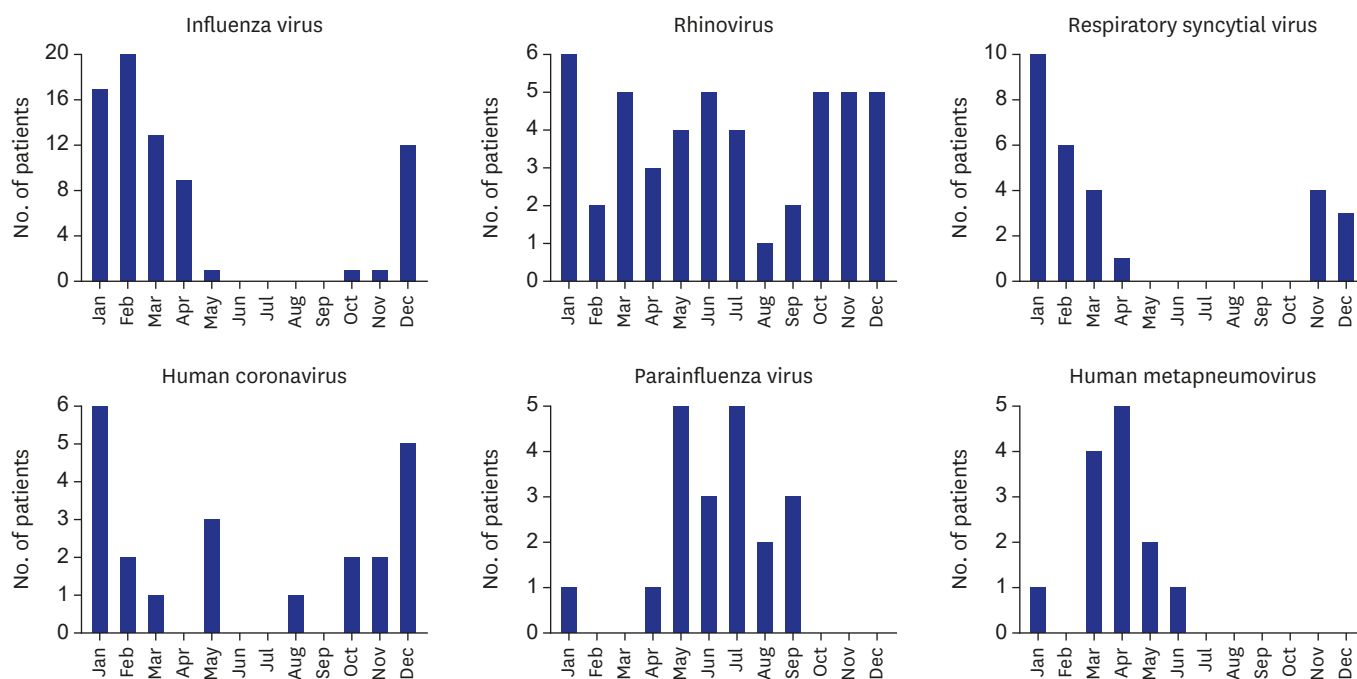 Influenza virus
No. of patients
20
16
12
8
4
0
Jan
Feb
Mar
Apr
May
Jun
Jul
Aug
Sep
Oct
Nov
Dec
Rhinovirus
No. of patients
6
5
4
3
2
1
0
Jan
Feb
Mar
Apr
May
Jun
Jul
Aug
Sep
Oct
Nov
Dec
Respiratory syncytial virus
No. of patients
10
8
6
4
2
0
Jan
Feb
Mar
Apr
May
Jun
Jul
Aug
Sep
Oct
Nov
Dec
Human coronavirus
No. of patients
6
5
4
3
2
1
0
Jan
Feb
Mar
Apr
May
Jun
Jul
Aug
Sep
Oct
Nov
Dec
Parainfluenza virus
No. of patients
5
4
3
2
1
0
Jan
Feb
Mar
Apr
May
Jun
Jul
Aug
Sep
Oct
Nov
Dec
Human metapneumovirus
No. of patients
5
4
3
2
1
0
Jan
Feb
Mar
Apr
May
Jun
Jul
Aug
Sep
Oct
Nov
Dec